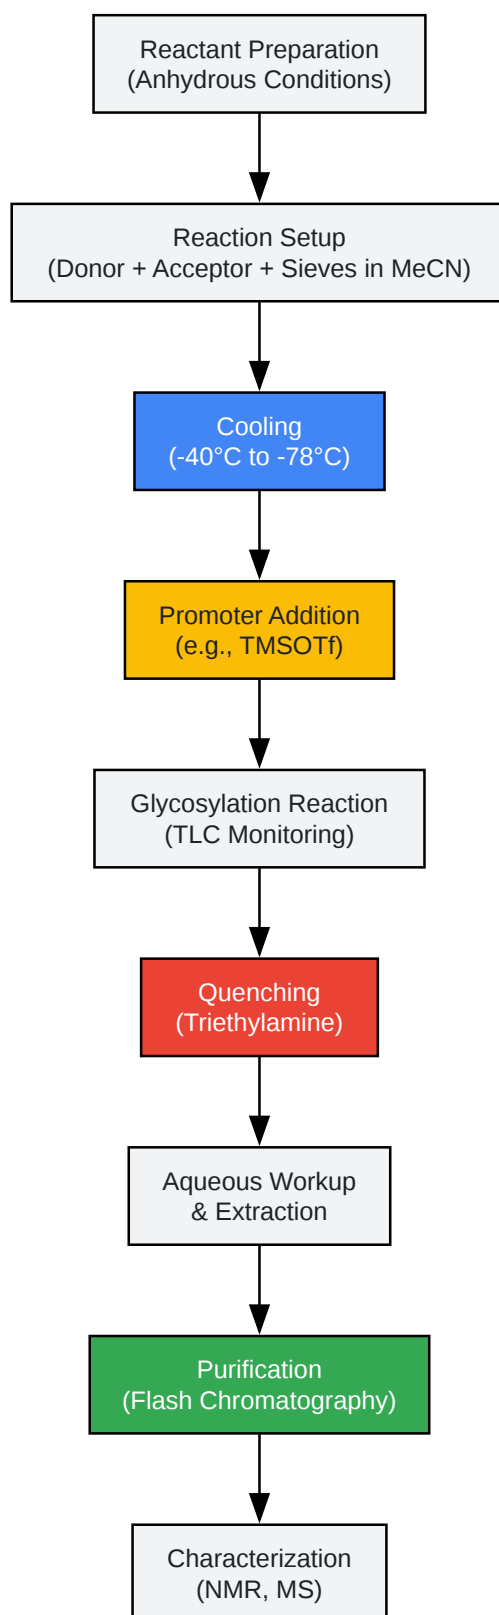 Reactant Preparation
(Anhydrous Conditions)
Reaction Setup
(Donor + Acceptor + Sieves in MeCN)
Cooling
(-40°C to -78°C)
Promoter Addition
(e.g., TMSOTf)
Glycosylation Reaction
(TLC Monitoring)
Quenching
(Triethylamine)
Aqueous Workup
& Extraction
Purification
(Flash Chromatography)
Characterization
(NMR, MS)